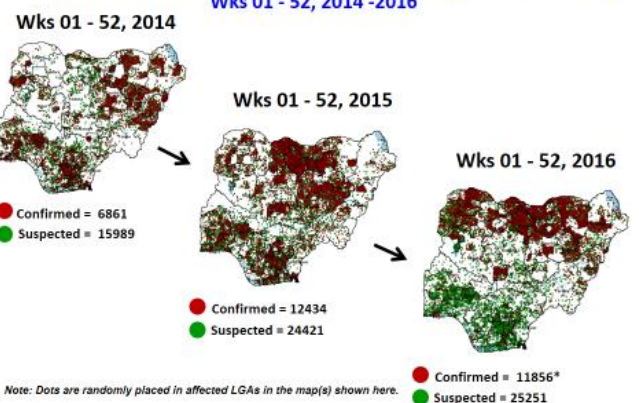 Wks 01 - 52, 2014 -2016
Wks 01 - 52, 2014
Confirmed = 6861
Suspected = 15989
Wks 01 - 52, 2015
Confirmed = 12434
Suspected = 24421
Wks 01 - 52, 2016
Confirmed = 11856*
Suspected = 25251
Note: Dots are randomly placed in affected LGAs in the map(s) shown here.